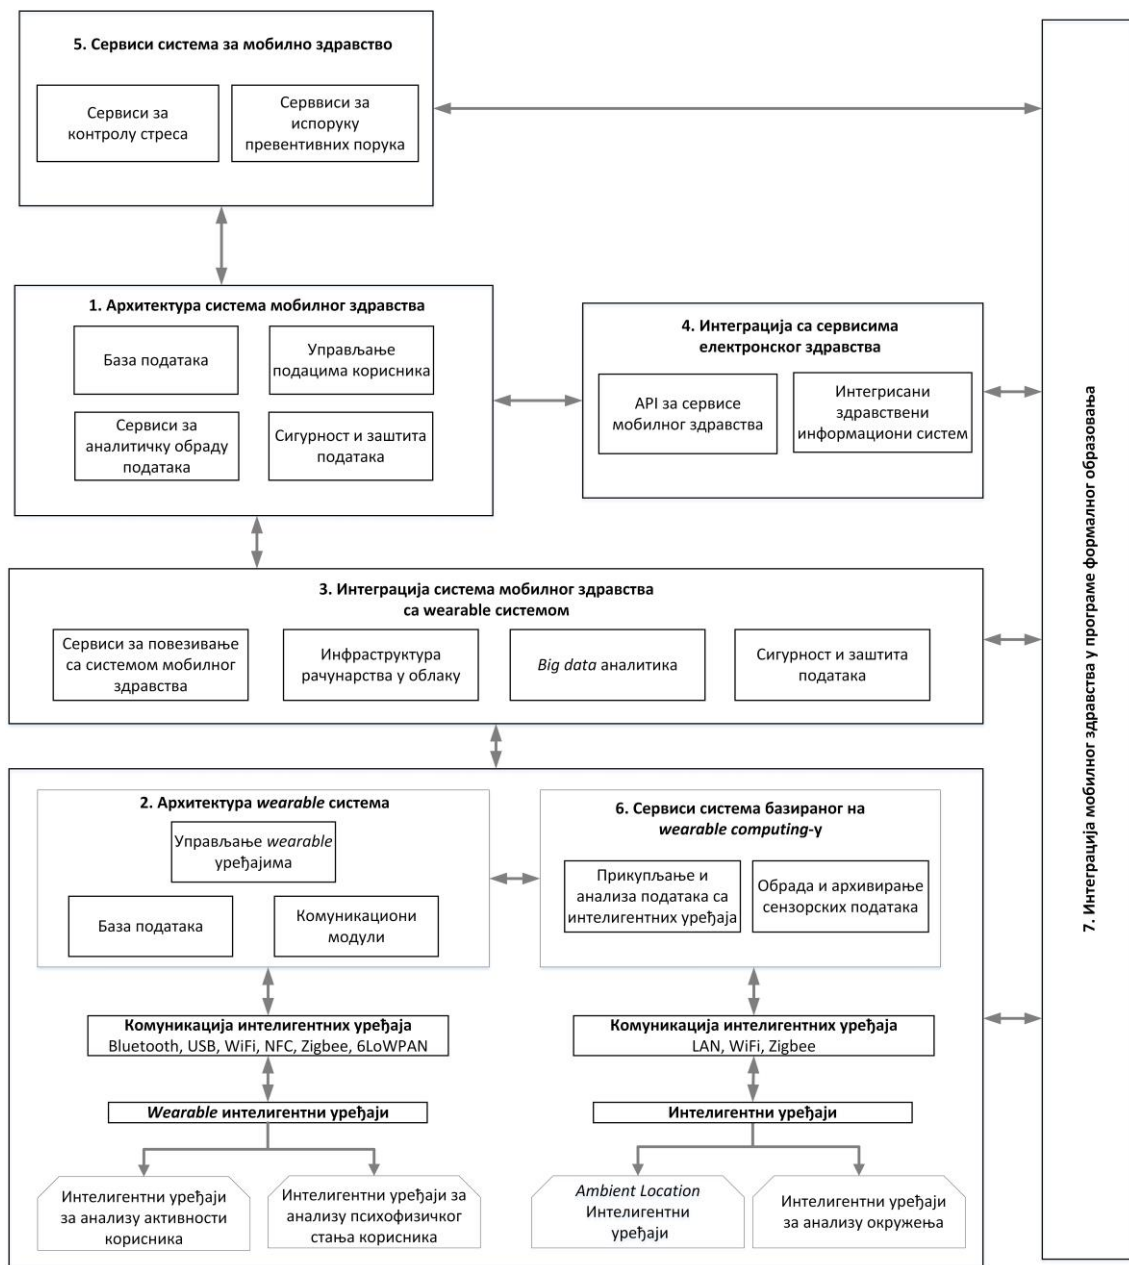 5. Сервиси система за мобилно здравство
Сервиси за
контролу стреса
Серввиси за
испоруку
превентивних порука
1. Архитектура система мобилног здравства
База података
Управљање
подацима корисника
Сервиси за
аналитичку обраду
података
Сигурност и заштита
података
4. Интеграција са сервисима
електронског здравства
API за сервисе
мобилног здравства
Интегрисани
здравствени
информациони систем
3. Интеграција система мобилног здравства
са wearable системом
Сервиси за повезивање
са системом мобилног
здравства
Инфраструктура
рачунарства у облаку
Big data аналитика
Сигурност и заштита
података
2. Архитектура wearable система
Управљање wearable
уређајима
База података
Комуникациони
модули
6. Сервиси система базираног на
wearable computing-у
Прикупљање и
анализа података са
интелигентних уређаја
Обрада и архивирање
сензорских података
Комуникација интелигентних уређаја
Bluetooth, USB, WiFi, NFC, Zigbee, 6LoWPAN
Комуникација интелигентних уређаја
LAN, WiFi, Zigbee
Wearable интелигентни уређаји
Интелигентни уређаји
Интелигентни уређаји
за анализу активности
корисника
Интелигентни уређаји за
анализу психофизичког
стања корисника
Ambient Location
Интелигентни
уређаји
Интелигентни уређаји
за анализу окружења
7. Интеграција мобилног здравства у програме формалног образовања